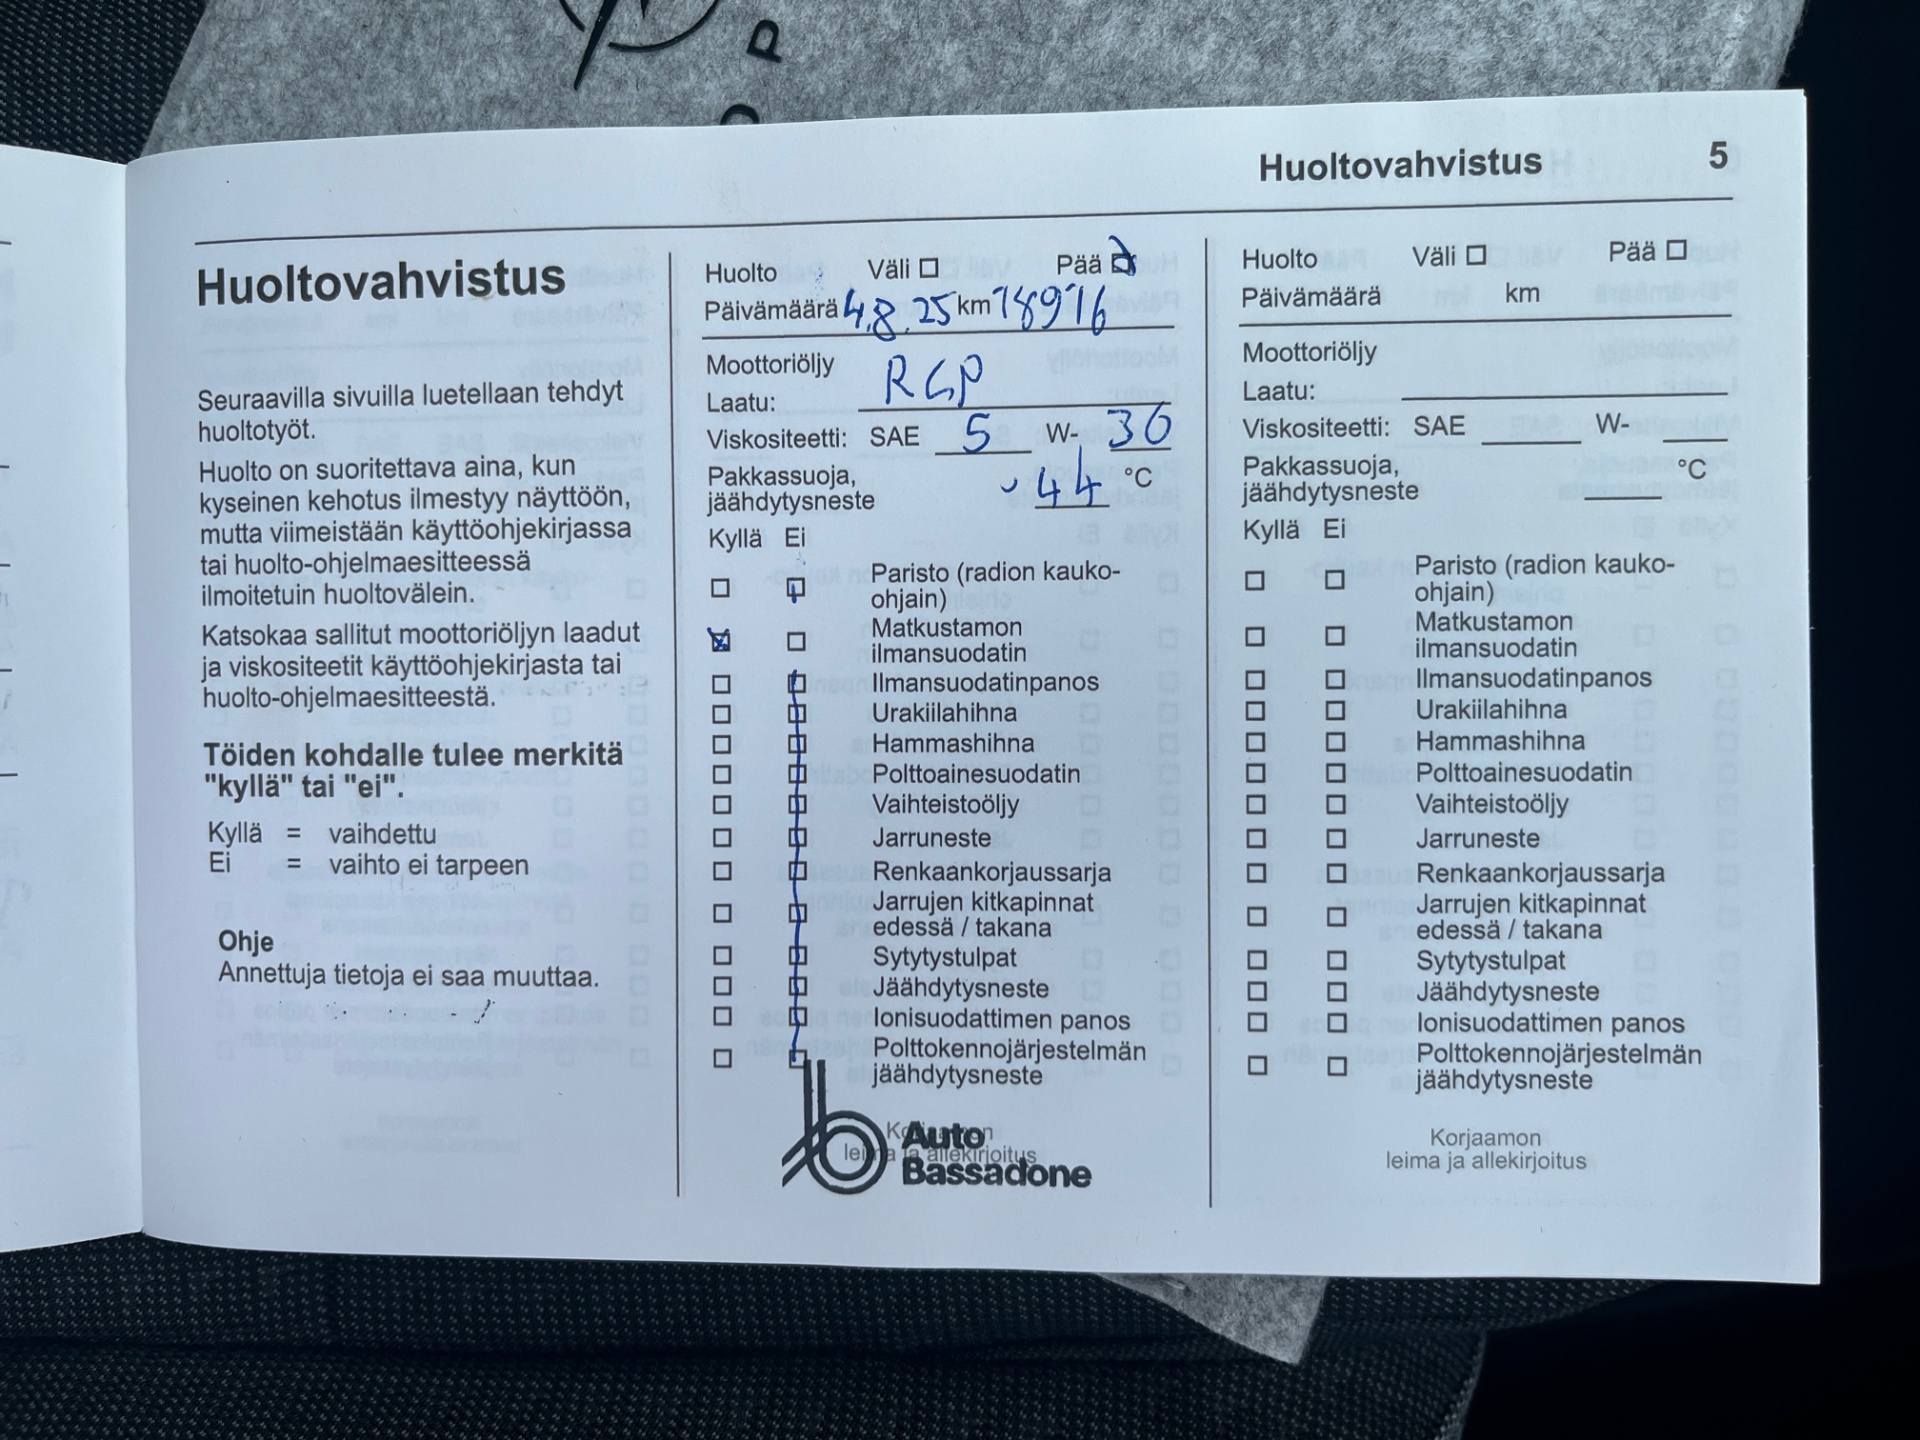 Huoltovahvistus 5
Huoltovahvistus
Seuraavilla sivuilla luetellaan tehdyt
huoltotyöt.
Huolto on suoritettava aina, kun
kyseinen kehotus ilmestyy näyttöön,
mutta viimeistään käyttöohjekirjassa
tai huolto-ohjelmaesitteessä
ilmoitetuin huoltovälein.
Katsokaa sallitut moottoriöljyn laadut
ja viskositeetit käyttöohjekirjasta tai
huolto-ohjelmaesitteestä.
Töiden kohdalle tulee merkitä
"kyllä" tai "ei".
Kyllä = vaihdettu
Ei = vaihto ei tarpeen
Ohje
Annettuja tietoja ei saa muuttaa.
Huolto Väli Pää
Päivämäärä 4.8.25 km 18916
Moottoriöljy
Laatu: RGP
Viskositeetti: SAE 5 W- 30
Pakkassuoja,
jäähdytysneste -44 °C
Kyllä Ei
Paristo (radion kauko-
ohjain)
Matkustamon
ilmansuodatin
Ilmansuodatinpanos
Urakiilahihna
Hammashihna
Polttoainesuodatin
Vaihteistoöljy
Jarruneste
Renkaankorjaussarja
Jarrujen kitkapinnat
edessä / takana
Sytytystulpat
Jäähdytysneste
Ionisuodattimen panos
Polttokennojärjestelmän
jäähdytysneste
Korjaamon
leima ja allekirjoitus
Auto
Bassadone
Huolto Väli Pää
Päivämäärä km
Moottoriöljy
Laatu:
Viskositeetti: SAE W-
Pakkassuoja,
jäähdytysneste °C
Kyllä Ei
Paristo (radion kauko-
ohjain)
Matkustamon
ilmansuodatin
Ilmansuodatinpanos
Urakiilahihna
Hammashihna
Polttoainesuodatin
Vaihteistoöljy
Jarruneste
Renkaankorjaussarja
Jarrujen kitkapinnat
edessä / takana
Sytytystulpat
Jäähdytysneste
Ionisuodattimen panos
Polttokennojärjestelmän
jäähdytysneste
Korjaamon
leima ja allekirjoitus